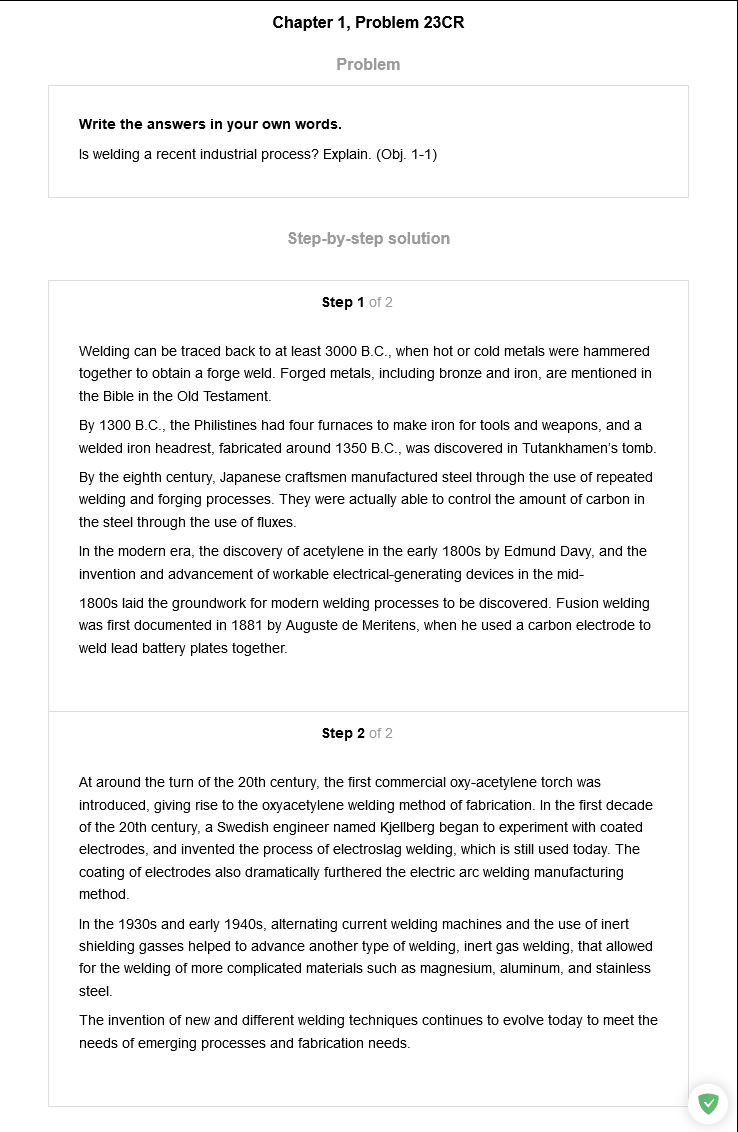 Chapter 1, Problem 23CR
Problem
Write the answers in your own words.
Is welding a recent industrial process? Explain. (Obj. 1-1)
Step-by-step solution
Step 1 of 2
Welding can be traced back to at least 3000 B.C., when hot or cold metals were hammered
together to obtain a forge weld. Forged metals, including bronze and iron, are mentioned in
the Bible in the Old Testament.
By 1300 B.C., the Philistines had four furnaces to make iron for tools and weapons, and a
welded iron headrest, fabricated around 1350 B.C., was discovered in Tutankhamen's tomb.
By the eighth century, Japanese craftsmen manufactured steel through the use of repeated
welding and forging processes. They were actually able to control the amount of carbon in
the steel through the use of fluxes.
In the modern era, the discovery of acetylene in the early 1800s by Edmund Davy, and the
invention and advancement of workable electrical-generating devices in the mid-
1800s laid the groundwork for modern welding processes to be discovered. Fusion welding
was first documented in 1881 by Auguste de Meritens, when he used a carbon electrode to
weld lead battery plates together.
Step 2 of 2
At around the turn of the 20th century, the first commercial oxy-acetylene torch was
introduced, giving rise to the oxyacetylene welding method of fabrication. In the first decade
of the 20th century, a Swedish engineer named Kjellberg began to experiment with coated
electrodes, and invented the process of electroslag welding, which is still used today. The
coating of electrodes also dramatically furthered the electric arc welding manufacturing
method.
In the 1930s and early 1940s, alternating current welding machines and the use of inert
shielding gasses helped to advance another type of welding, inert gas welding, that allowed
for the welding of more complicated materials such as magnesium, aluminum, and stainless
steel.
The invention of new and different welding techniques continues to evolve today to meet the
needs of emerging processes and fabrication needs.